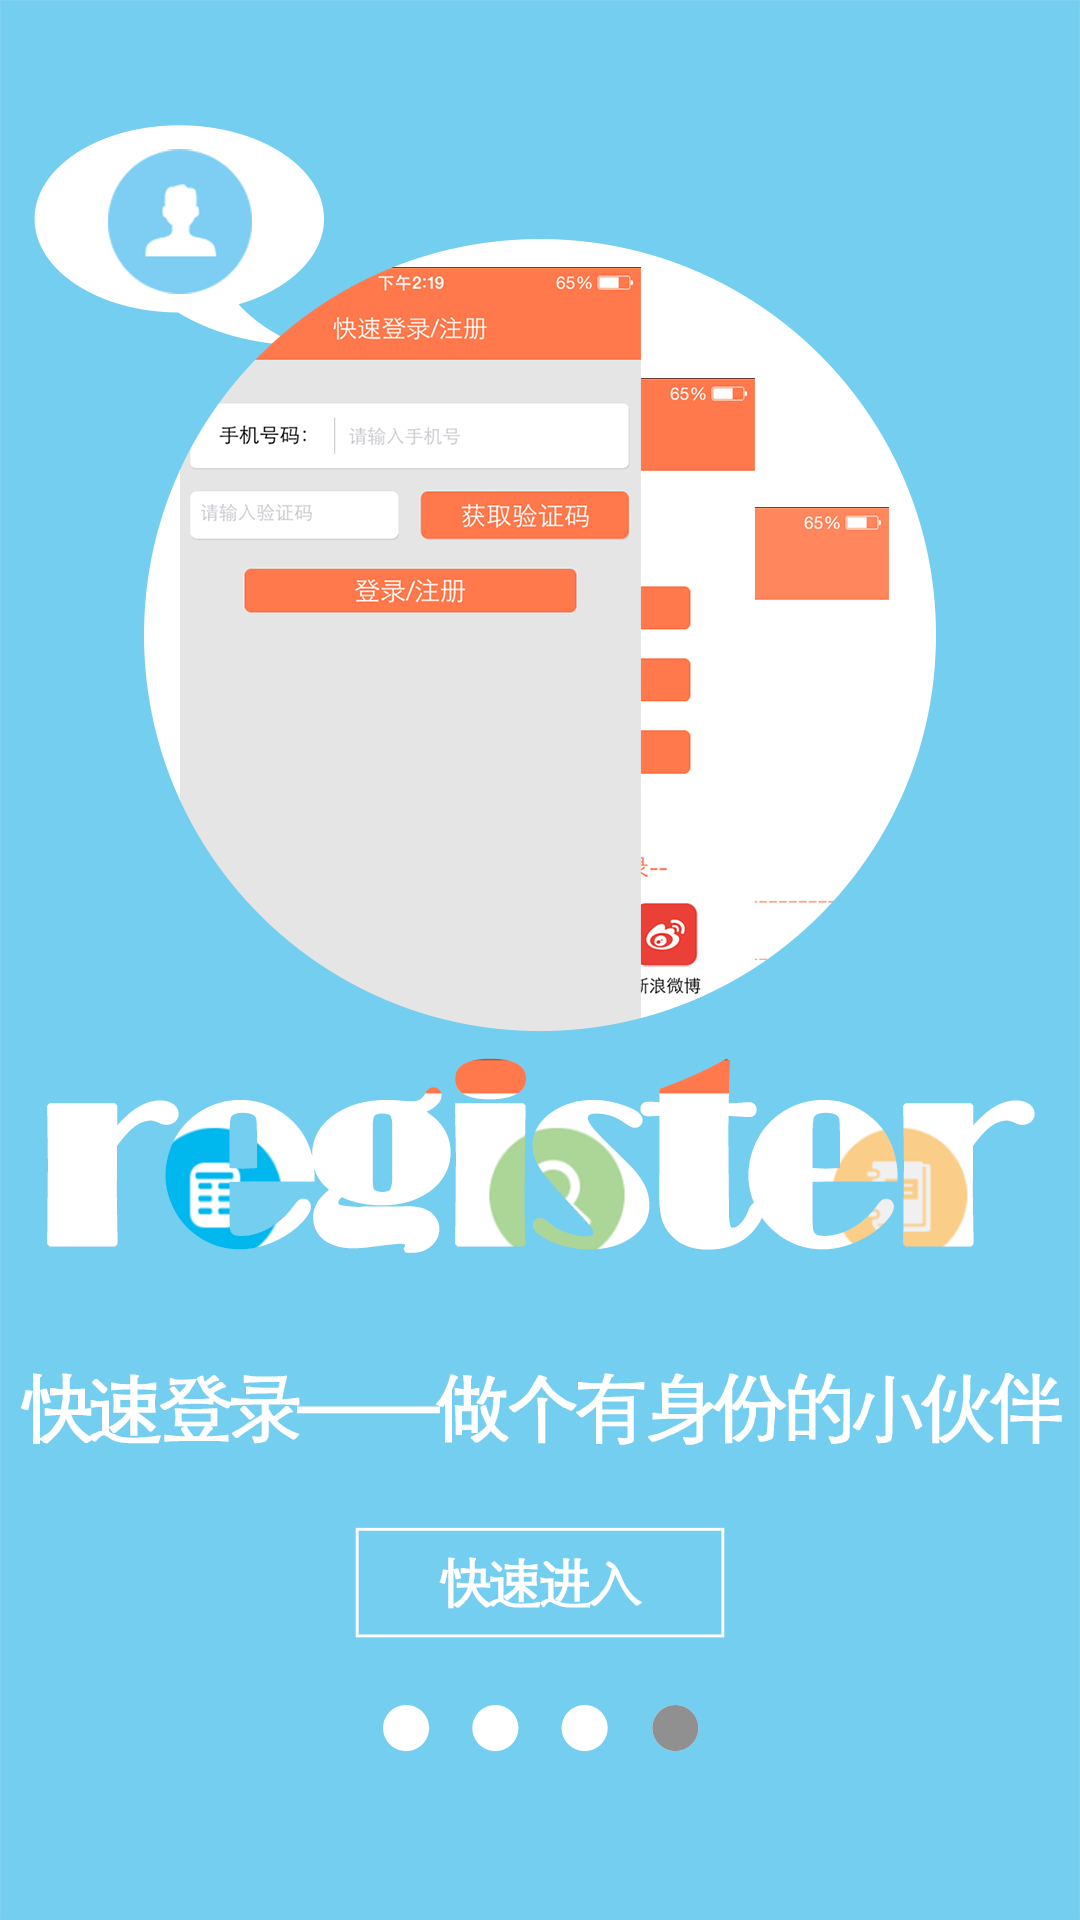 下午2:19 65%
快速登录/注册
65%
手机号码: 请输入手机号
请输入验证码 获取验证码
65%
登录/注册
录--
新浪微博
register
快速登录——做个有身份的小伙伴
快速进入